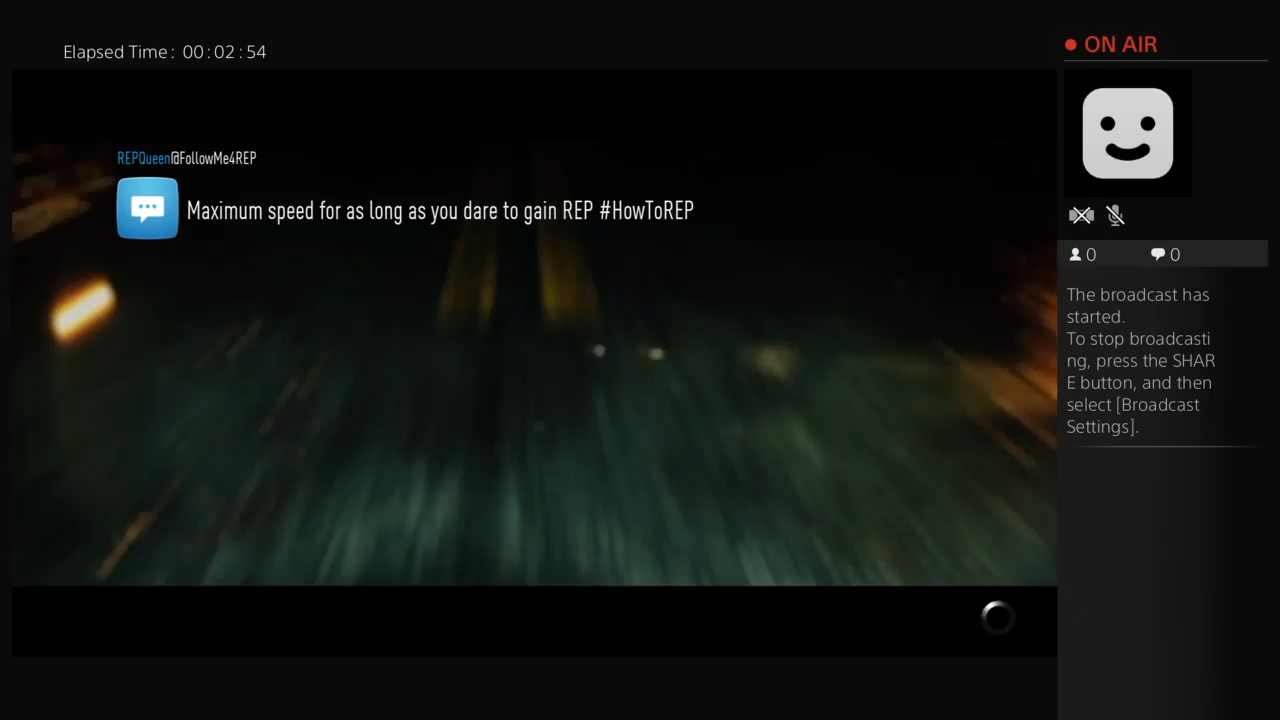 Elapsed Time: 00:02:54
ON AIR
REPQueen@FollowMe4REP
Maximum speed for as long as you dare to gain REP #HowToREP
0 0
The broadcast has
started.
To stop broadcasti
ng, press the SHAR
E button, and then
select [Broadcast
Settings].